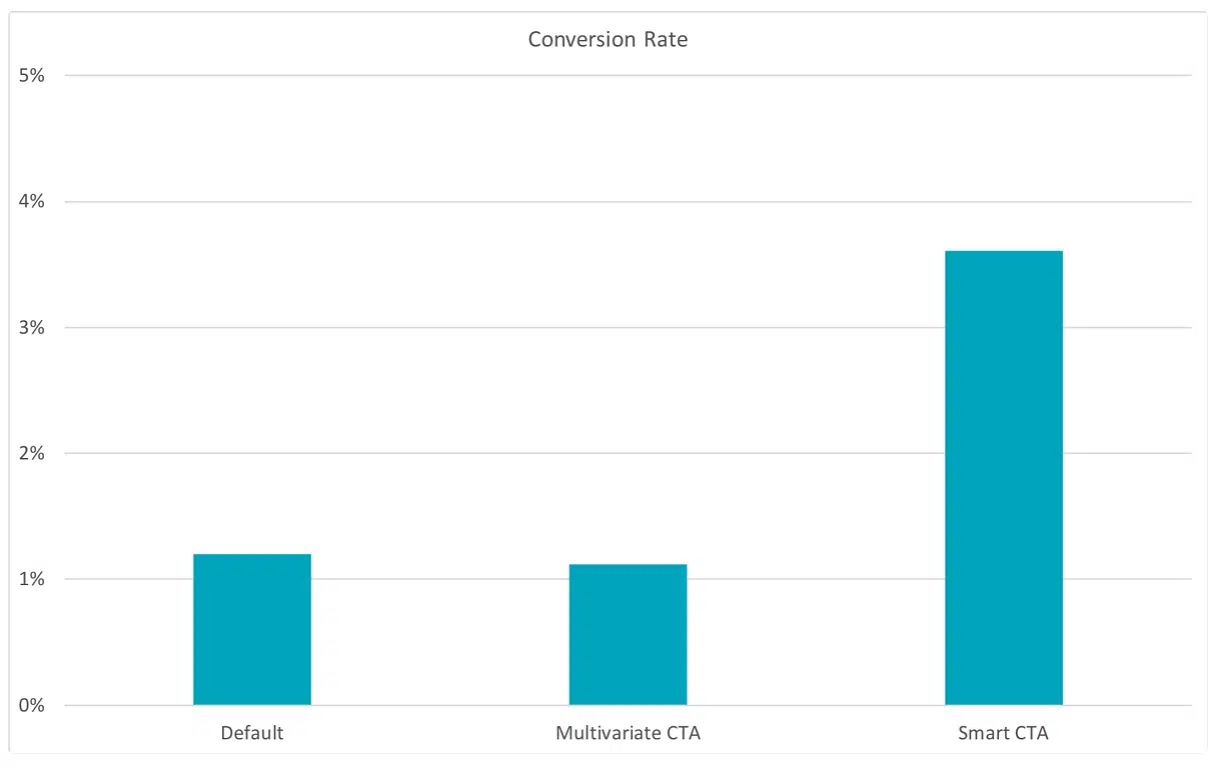 Conversion Rate
5%
4%
3%
2%
1%
0%
Default
Multivariate CTA
Smart CTA